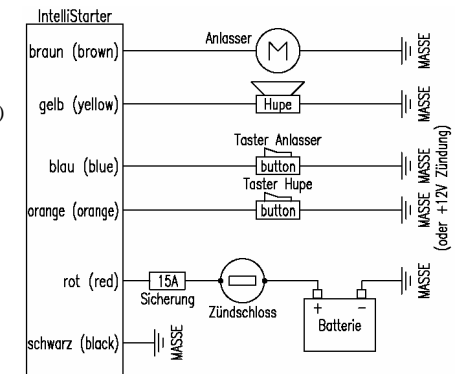 IntelliStarter
braun (brown)
Anlasser
M
MASSE
)
gelb (yellow)
Hupe
MASSE
Taster Anlasser
blau (blue)
button
MASSE
Taster Hupe
orange (orange)
button
MASSE
(oder +12V Zündung)
rot (red)
15A
Sicherung
Zündschloss
+ −
Batterie
MASSE
schwarz (black)
MASSE